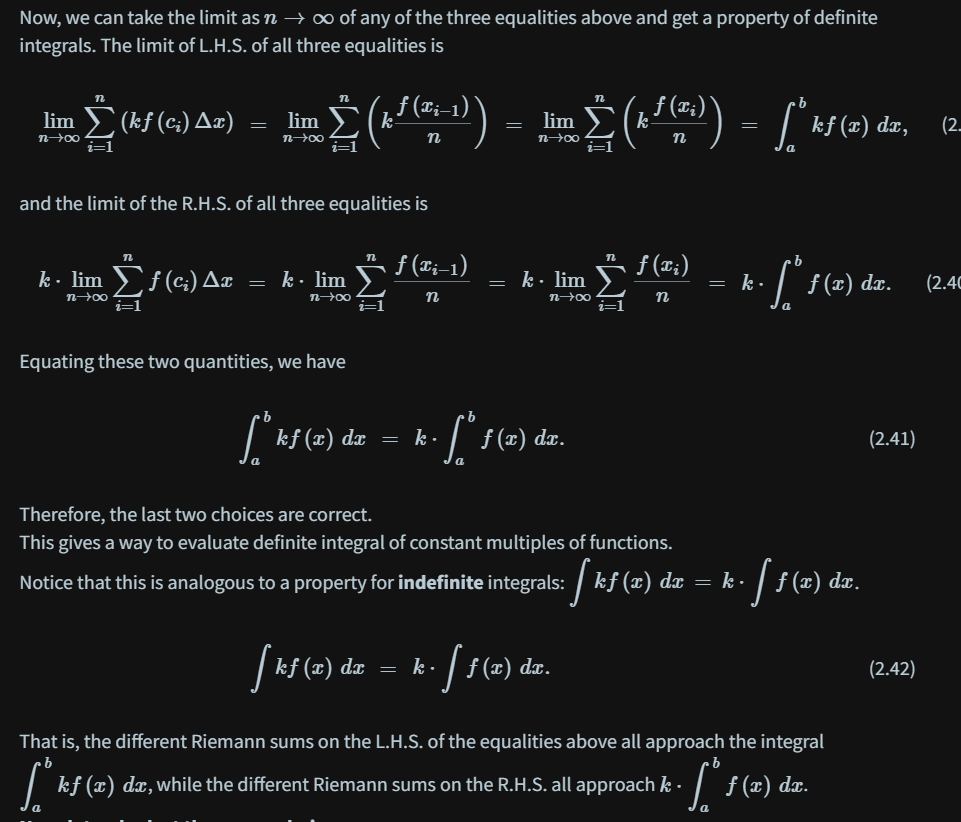 Now, we can take the limit as n → ∞ of any of the three equalities above and get a property of definite
integrals. The limit of L.H.S. of all three equalities is
lim_{n→∞} ∑_{i=1}^{n} (kf (c_i) Δx) = lim_{n→∞} ∑_{i=1}^{n} (k f (x_{i−1}) / n) = lim_{n→∞} ∑_{i=1}^{n} (k f (x_i) / n) = ∫_a^b kf (x) dx, (2.
and the limit of the R.H.S. of all three equalities is
k · lim_{n→∞} ∑_{i=1}^{n} f (c_i) Δx = k · lim_{n→∞} ∑_{i=1}^{n} f (x_{i−1}) / n = k · lim_{n→∞} ∑_{i=1}^{n} f (x_i) / n = k · ∫_a^b f (x) dx. (2.40
Equating these two quantities, we have
∫_a^b kf (x) dx = k · ∫_a^b f (x) dx. (2.41)
Therefore, the last two choices are correct.
This gives a way to evaluate definite integral of constant multiples of functions.
Notice that this is analogous to a property for indefinite integrals: ∫ kf (x) dx = k · ∫ f (x) dx.
∫ kf (x) dx = k · ∫ f (x) dx. (2.42)
That is, the different Riemann sums on the L.H.S. of the equalities above all approach the integral
∫_a^b kf (x) dx, while the different Riemann sums on the R.H.S. all approach k · ∫_a^b f (x) dx.